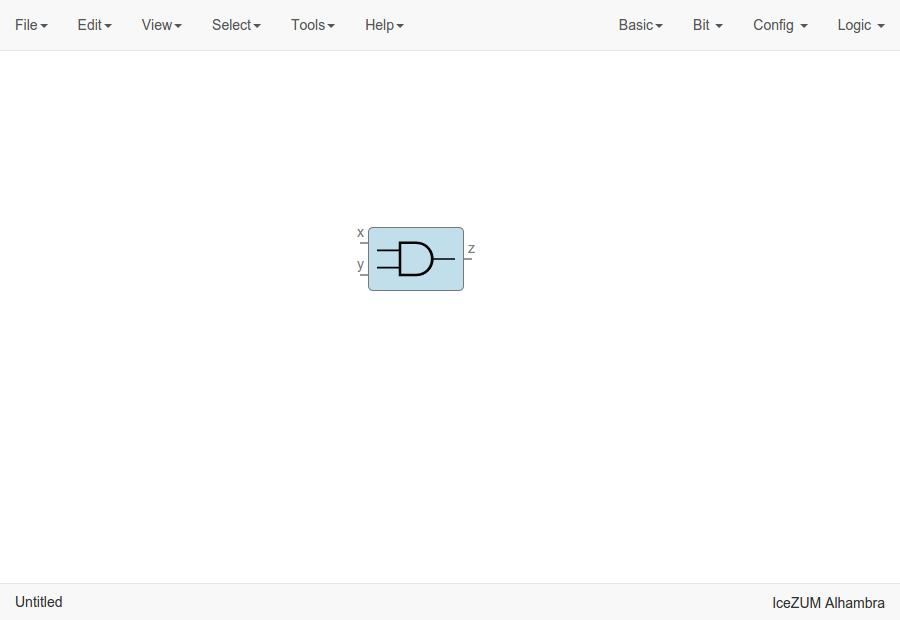 File Edit View Select Tools Help Basic Bit Config Logic
x
y
z
Untitled
IceZUM Alhambra